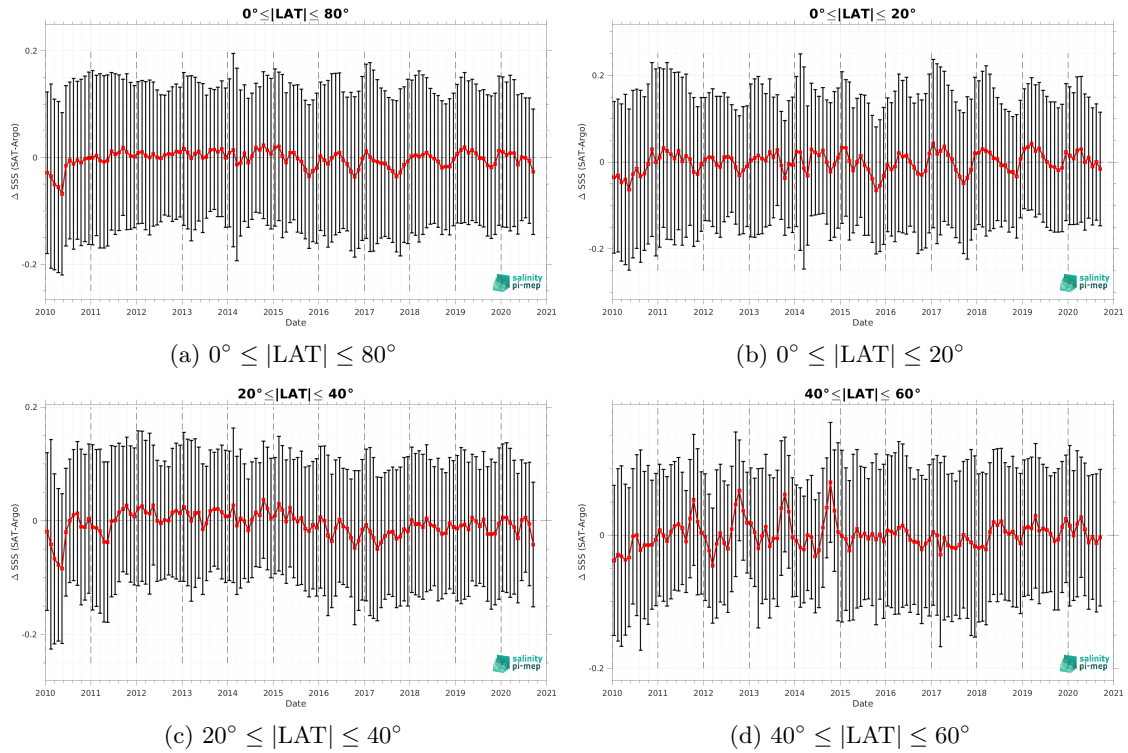 0°≤|LAT|≤ 80°
Δ SSS (SAT-Argo)
0.2
0
-0.2
2010 2011 2012 2013 2014 2015 2016 2017 2018 2019 2020 2021
Date
salinity
pi-mep
(a) 0° ≤ |LAT| ≤ 80°
0°≤|LAT|≤ 20°
Δ SSS (SAT-Argo)
0.2
0
-0.2
2010 2011 2012 2013 2014 2015 2016 2017 2018 2019 2020 2021
Date
salinity
pi-mep
(b) 0° ≤ |LAT| ≤ 20°
20°≤|LAT|≤ 40°
Δ SSS (SAT-Argo)
0.2
0
-0.2
2010 2011 2012 2013 2014 2015 2016 2017 2018 2019 2020 2021
Date
salinity
pi-mep
(c) 20° ≤ |LAT| ≤ 40°
40°≤|LAT|≤ 60°
Δ SSS (SAT-Argo)
0.2
0
-0.2
2010 2011 2012 2013 2014 2015 2016 2017 2018 2019 2020 2021
Date
salinity
pi-mep
(d) 40° ≤ |LAT| ≤ 60°